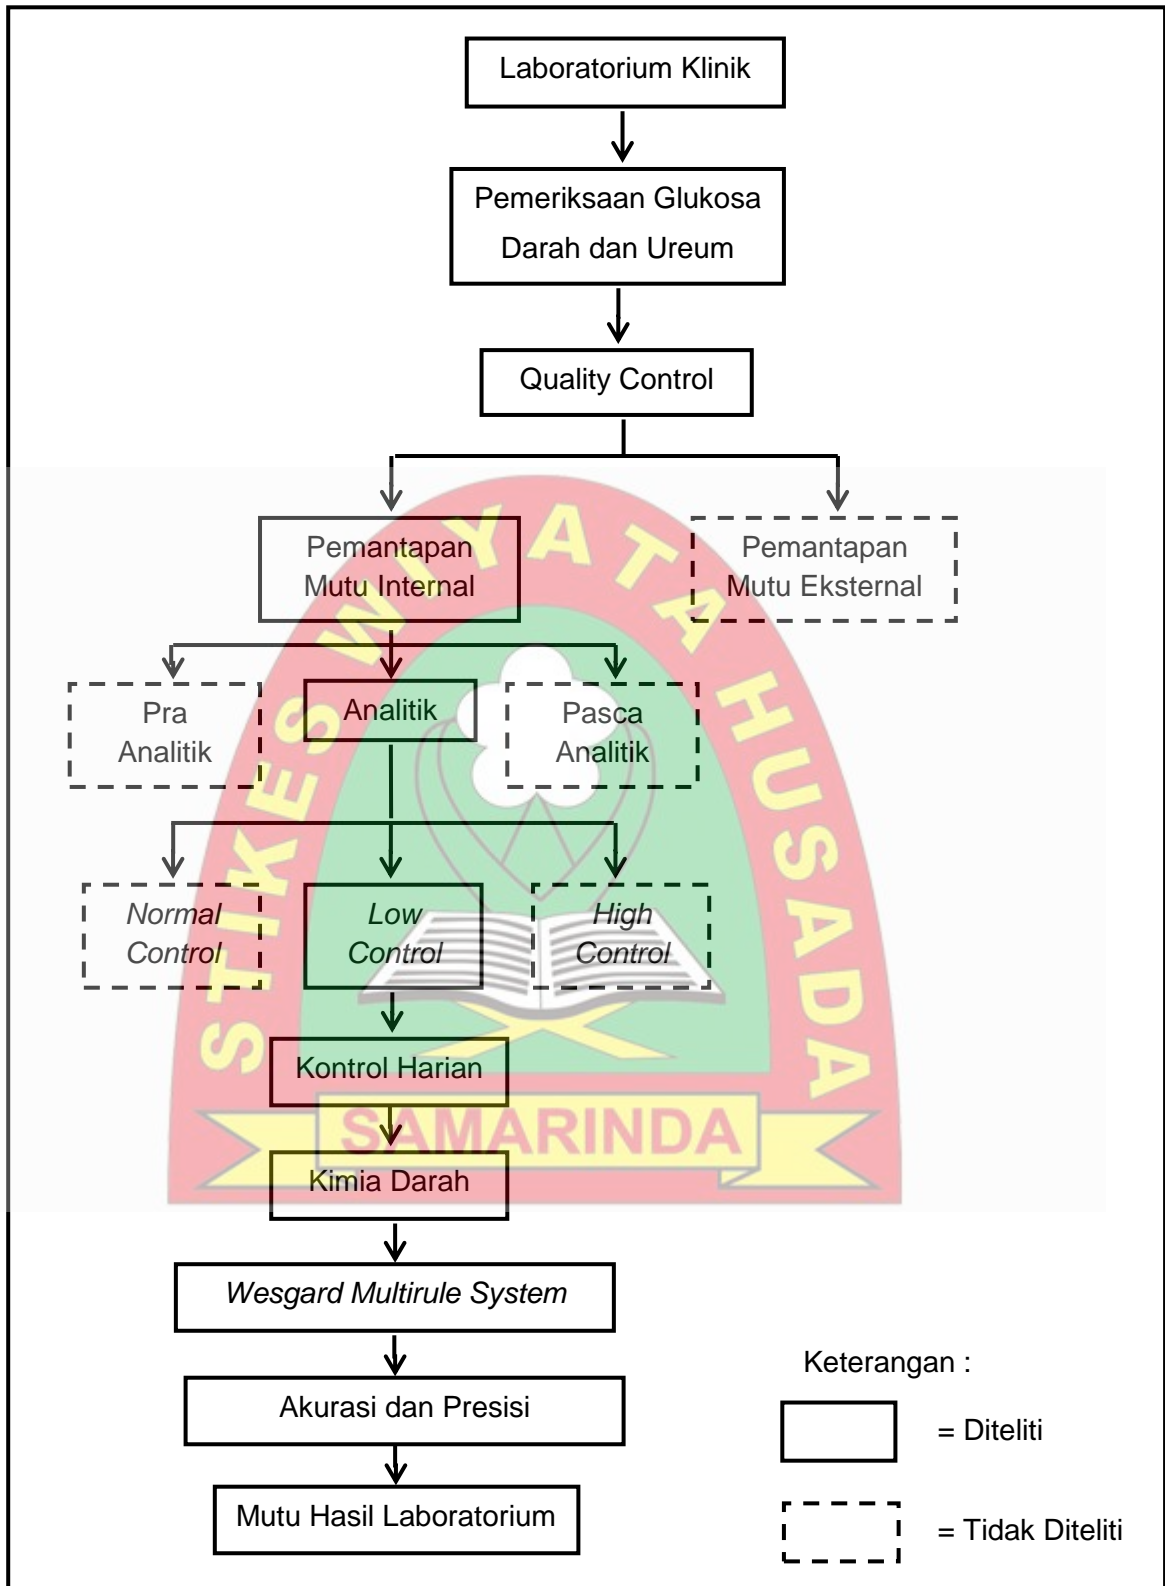 Laboratorium Klinik
Pemeriksaan Glukosa
Darah dan Ureum
Quality Control
Pemantapan
Mutu Internal
Pemantapan
Mutu Eksternal
Pra
Analitik
Analitik
Pasca
Analitik
Normal
Control
Low
Control
High
Control
Kontrol Harian
Kimia Darah
Wesgard Multirule System
Akurasi dan Presisi
Mutu Hasil Laboratorium
Keterangan :
= Diteliti
= Tidak Diteliti
STIKES WIYATA HUSADA
SAMARINDA